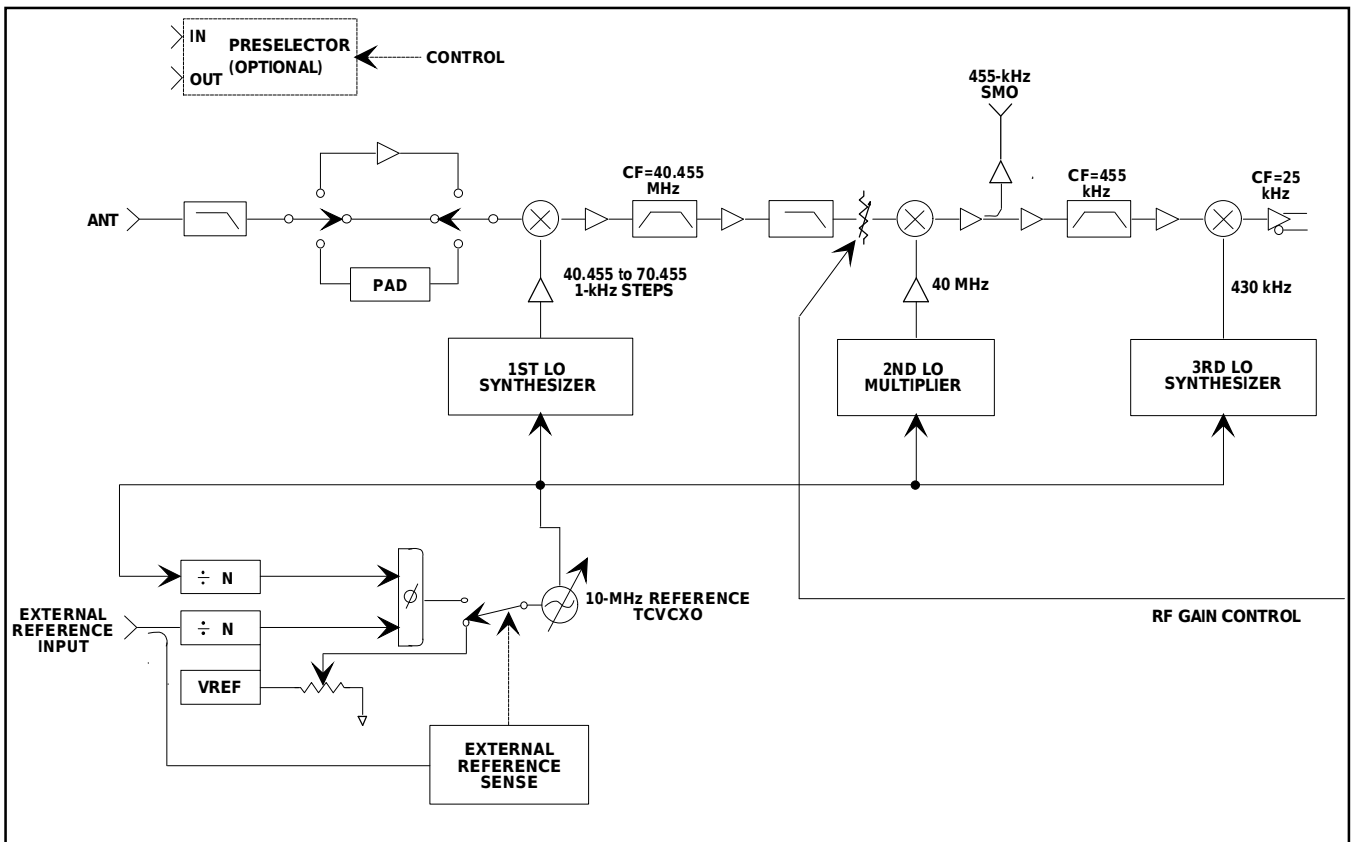 IN
PRESELECTOR
(OPTIONAL)
OUT
CONTROL
455-kHz
SMO
CF=40.455
MHz
CF=455
kHz
CF=25
kHz
ANT
PAD
40.455 to 70.455
1-kHz STEPS
40 MHz
430 kHz
1ST LO
SYNTHESIZER
2ND LO
MULTIPLIER
3RD LO
SYNTHESIZER
÷ N
ϕ
10-MHz REFERENCE
TCVCXO
EXTERNAL
REFERENCE
INPUT
÷ N
RF GAIN CONTROL
VREF
EXTERNAL
REFERENCE
SENSE